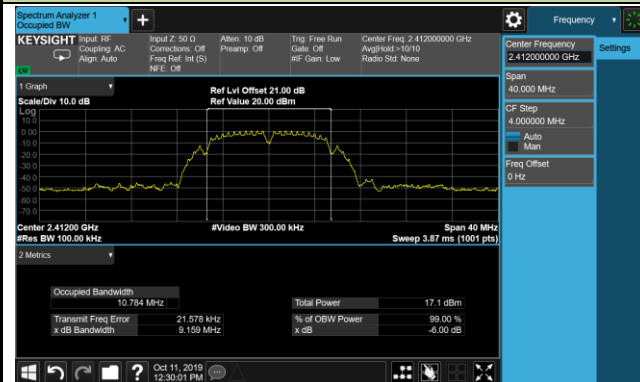 Spectrum Analyzer 1
Occupied BW
Frequency
KEYSIGHT
Input: RF
Coupling: AC
Align: Auto
Input Z: 50 Ω
Corrections: Off
Freq Ref: Int (S)
NFE: Off
Atten: 10 dB
Preamp: Off
Trig: Free Run
Gate: Off
#IF Gain: Low
Center Freq: 2.412000000 GHz
Avg|Hold:>10/10
Radio Std: None
Center Frequency
2.412000000 GHz
Settings
Span
40.000 MHz
CF Step
4.000000 MHz
Auto
Man
Freq Offset
0 Hz
1 Graph
Scale/Div 10.0 dB
Ref Lvl Offset 21.00 dB
Ref Value 20.00 dBm
Log
10.0
0.00
-10.0
-20.0
-30.0
-40.0
-50.0
-60.0
-70.0
Center 2.41200 GHz
#Res BW 100.00 kHz
#Video BW 300.00 kHz
Span 40 MHz
Sweep 3.87 ms (1001 pts)
2 Metrics
Occupied Bandwidth
10.784 MHz
Transmit Freq Error 21.578 kHz
x dB Bandwidth 9.159 MHz
Total Power 17.1 dBm
% of OBW Power 99.00 %
x dB -6.00 dB
?
Oct 11, 2019
12:30:01 PM